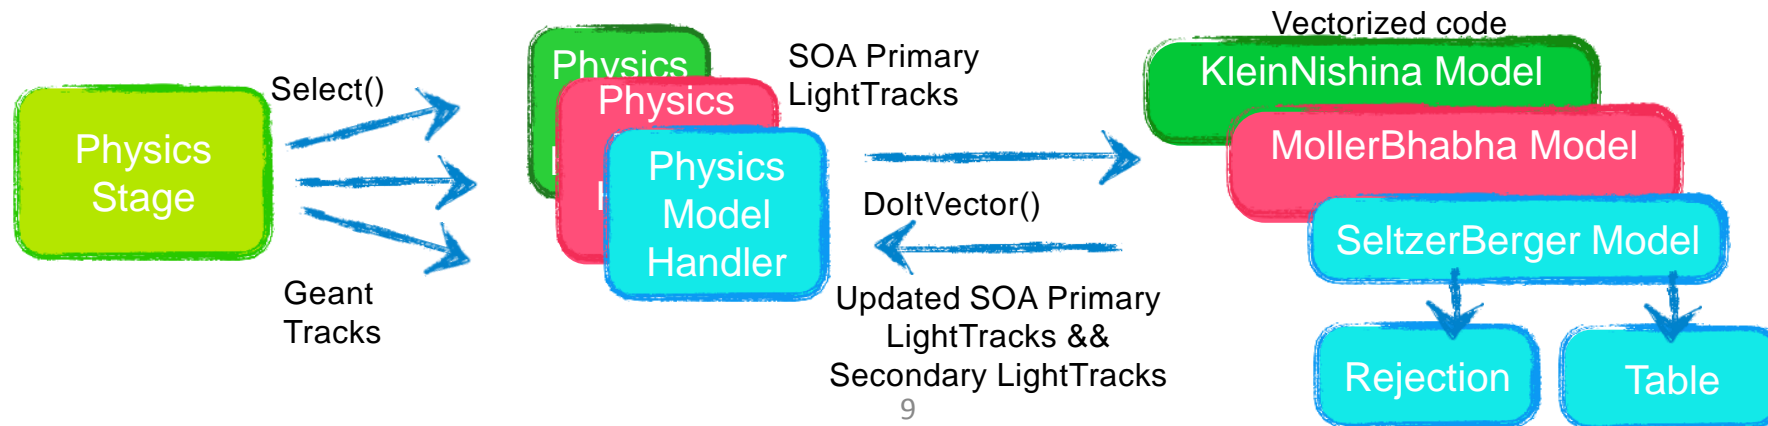 Physics
Stage
Select()
Geant
Tracks
Physics
Physics
Physics
Model
Handler
SOA Primary
LightTracks
DoItVector()
Updated SOA Primary
LightTracks &&
Secondary LightTracks
Vectorized code
KleinNishina Model
MollerBhabha Model
SeltzerBerger Model
Rejection
Table
9